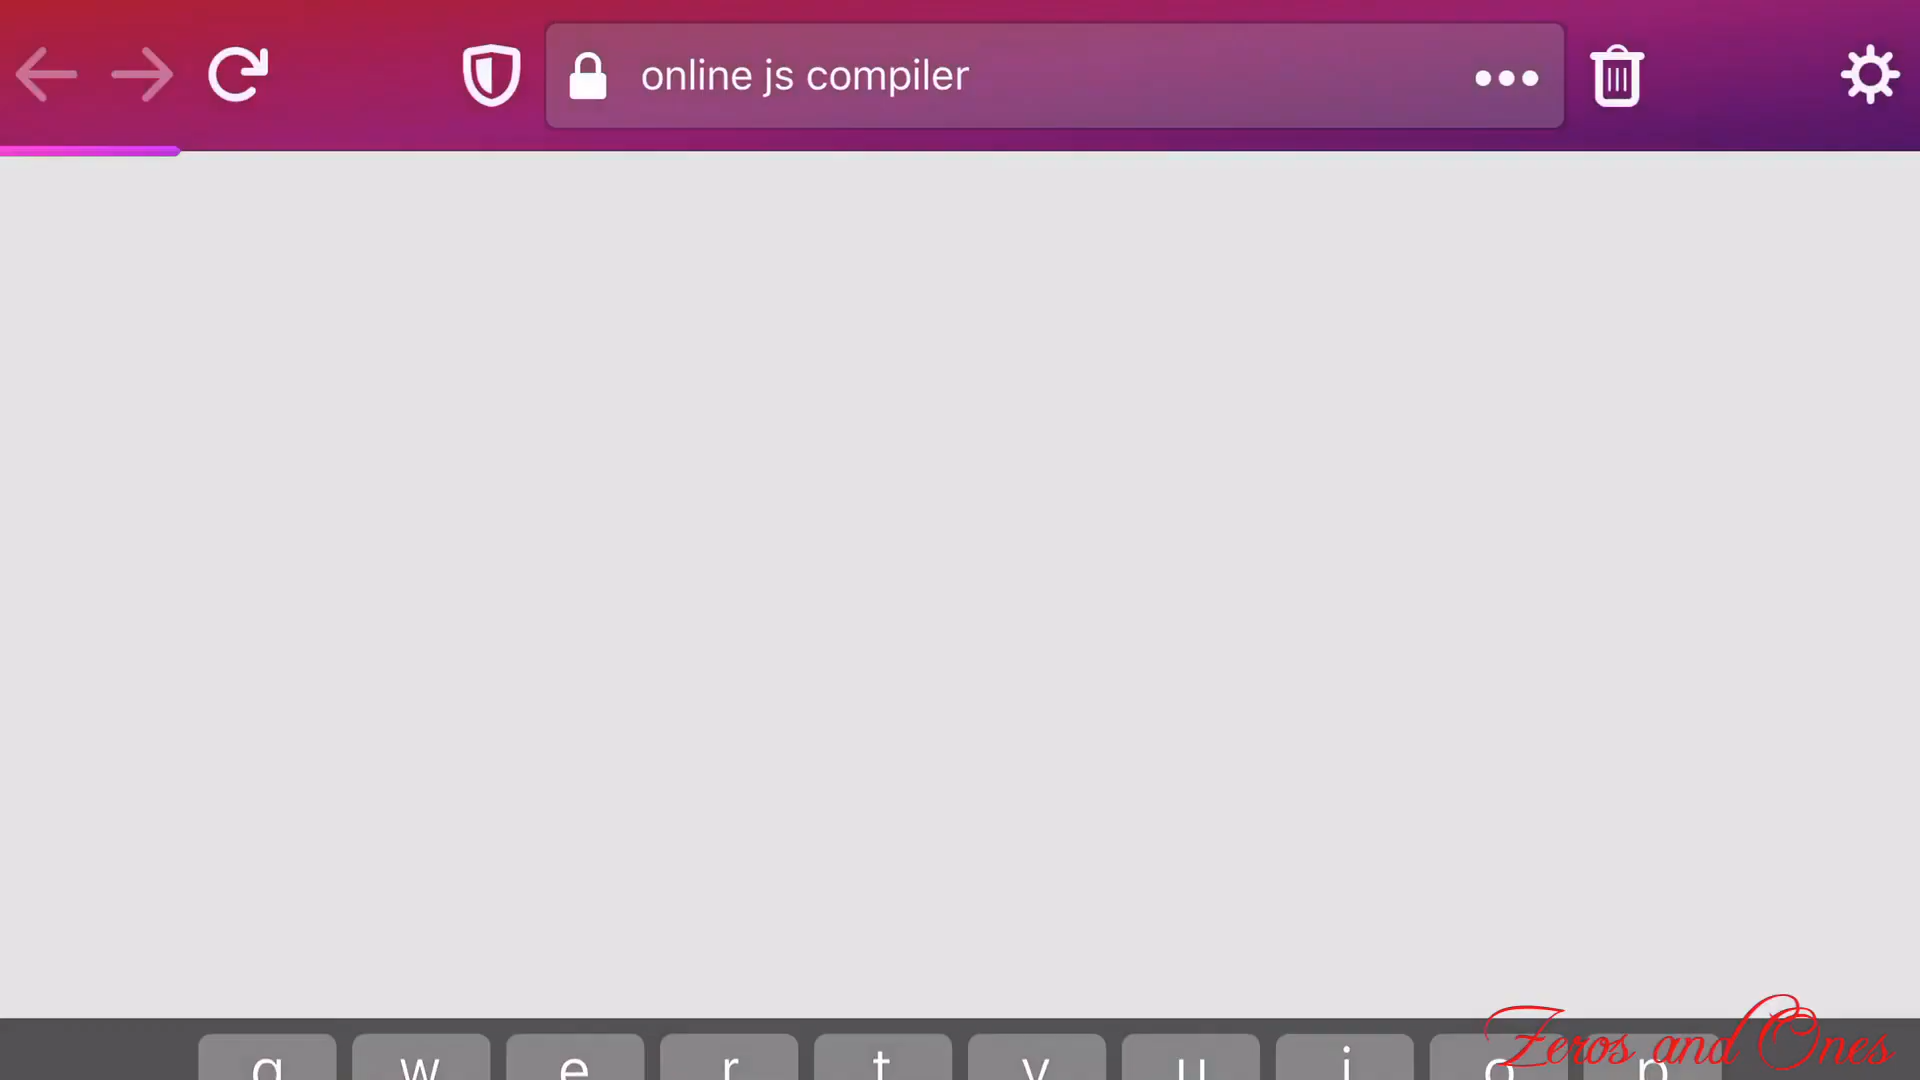 online js compiler
q w e r t y u i o p
Zeros and Ones